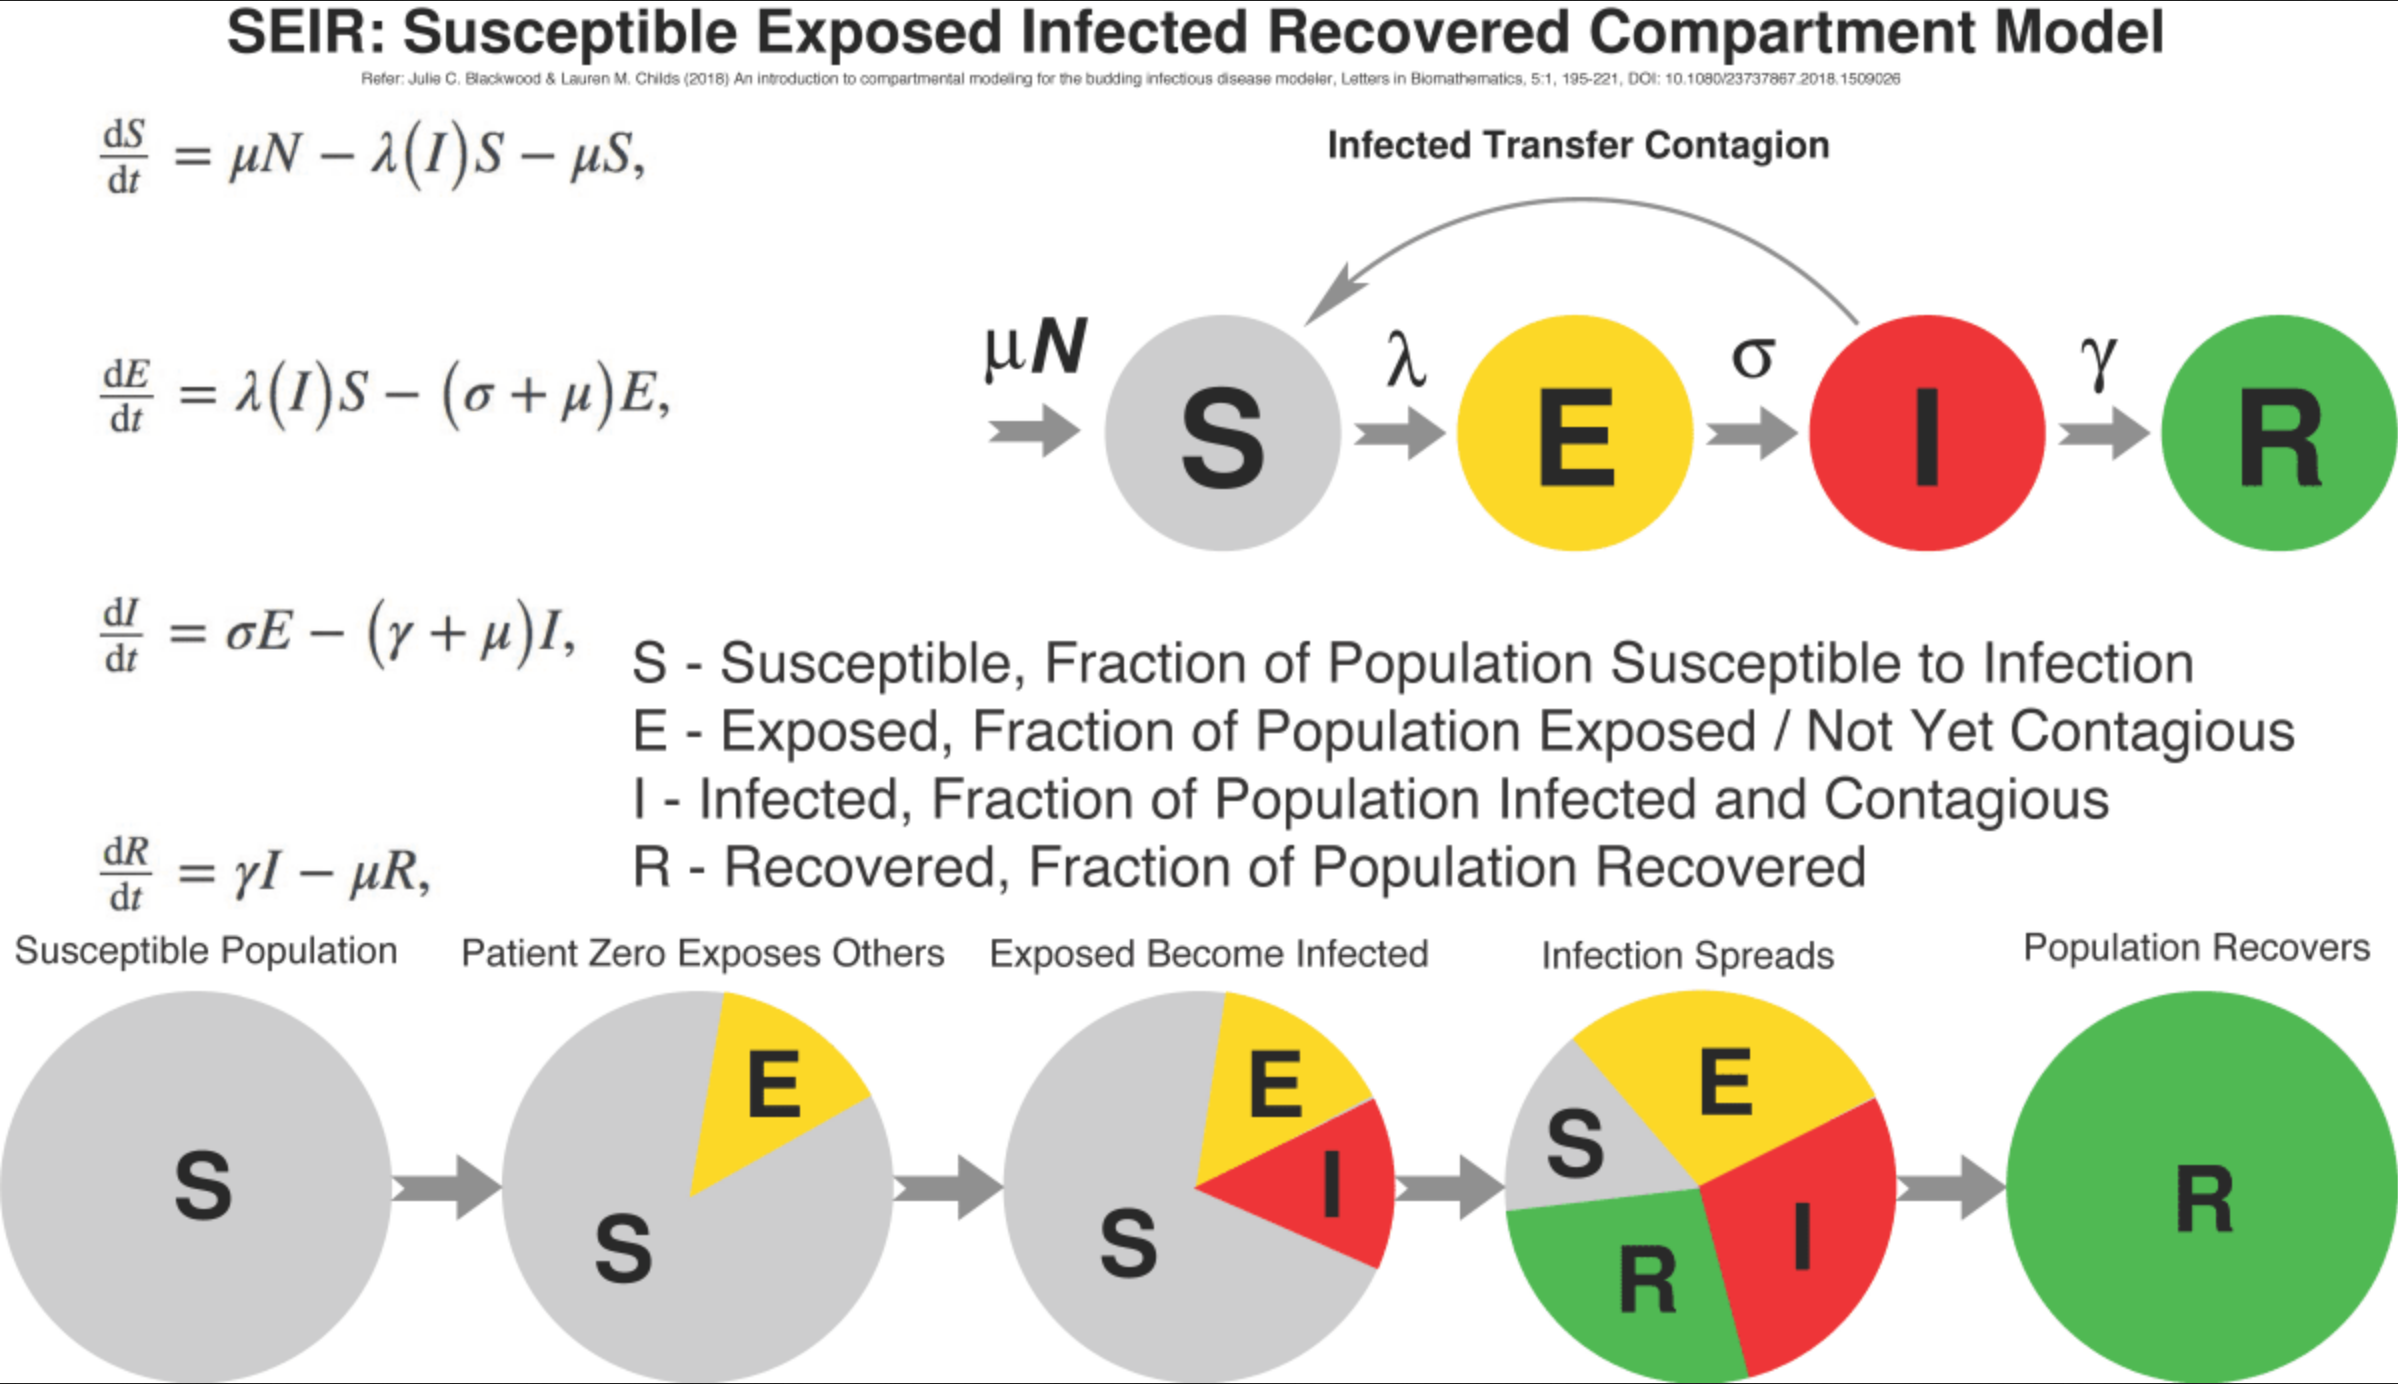 SEIR: Susceptible Exposed Infected Recovered Compartment Model
Refer: Julie C. Blackwood & Lauren M. Childs (2018) An introduction to compartmental modeling for the budding infectious disease modeler, Letters in Biomathematics, 5:1, 195-221, DOI: 10.1080/23737867.2018.1509026
dS/dt = μN − λ(I)S − μS,
dE/dt = λ(I)S − (σ + μ)E,
dI/dt = σE − (γ + μ)I,
dR/dt = γI − μR,
Infected Transfer Contagion
μN λ σ γ
S E I R
S - Susceptible, Fraction of Population Susceptible to Infection
E - Exposed, Fraction of Population Exposed / Not Yet Contagious
I - Infected, Fraction of Population Infected and Contagious
R - Recovered, Fraction of Population Recovered
Susceptible Population
S
Patient Zero Exposes Others
E
S
Exposed Become Infected
E
I
S
Infection Spreads
E
S
I
R
Population Recovers
R